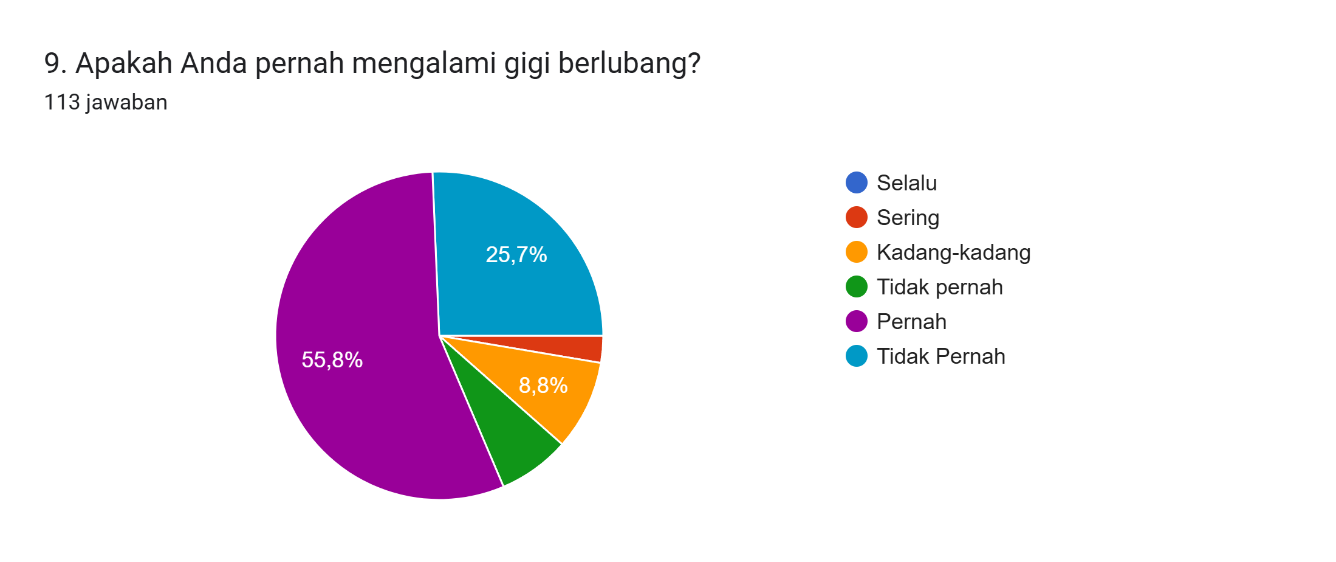 9. Apakah Anda pernah mengalami gigi berlubang?
113 jawaban
25,7%
55,8%
8,8%
Selalu
Sering
Kadang-kadang
Tidak pernah
Pernah
Tidak Pernah